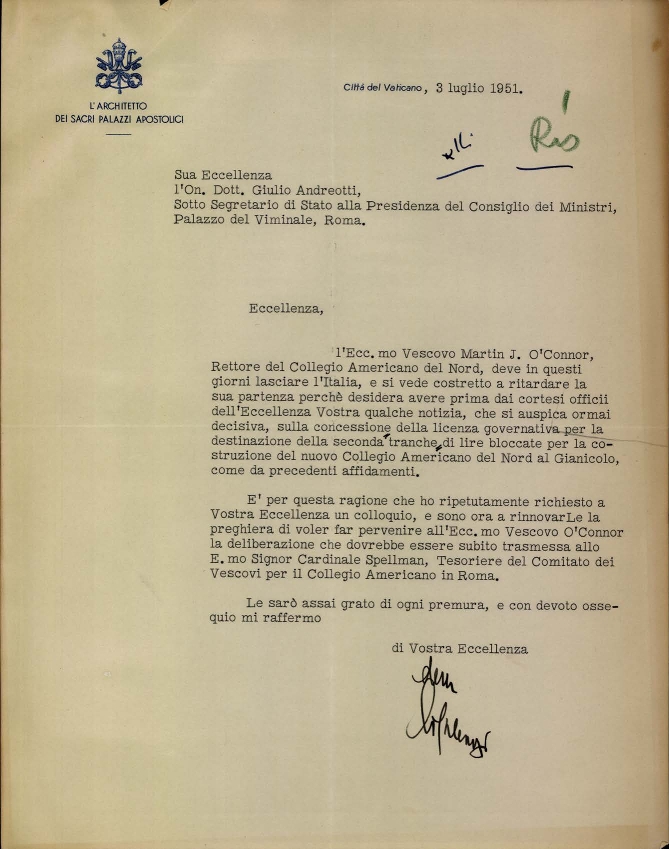 L'ARCHITETTO
DEI SACRI PALAZZI APOSTOLICI
Città del Vaticano, 3 luglio 1951.
Ris
Sua Eccellenza
l'On. Dott. Giulio Andreotti,
Sotto Segretario di Stato alla Presidenza del Consiglio dei Ministri,
Palazzo del Viminale, Roma.
Eccellenza,
l'Ecc.mo Vescovo Martin J. O'Connor,
Rettore del Collegio Americano del Nord, deve in questi
giorni lasciare l'Italia, e si vede costretto a ritardare la
sua partenza perchè desidera avere prima dai cortesi officii
dell'Eccellenza Vostra qualche notizia, che si auspica ormai
decisiva, sulla concessione della licenza governativa per la
destinazione della seconda "tranche" di lire bloccate per la co-
struzione del nuovo Collegio Americano del Nord al Gianicolo,
come da precedenti affidamenti.
E' per questa ragione che ho ripetutamente richiesto a
Vostra Eccellenza un colloquio, e sono ora a rinnovarLe la
preghiera di voler far pervenire all'Ecc.mo Vescovo O'Connor
la deliberazione che dovrebbe essere subito trasmessa allo
E.mo Signor Cardinale Spellman, Tesoriere del Comitato dei
Vescovi per il Collegio Americano in Roma.
Le sarò assai grato di ogni premura, e con devoto osse-
quio mi raffermo
di Vostra Eccellenza